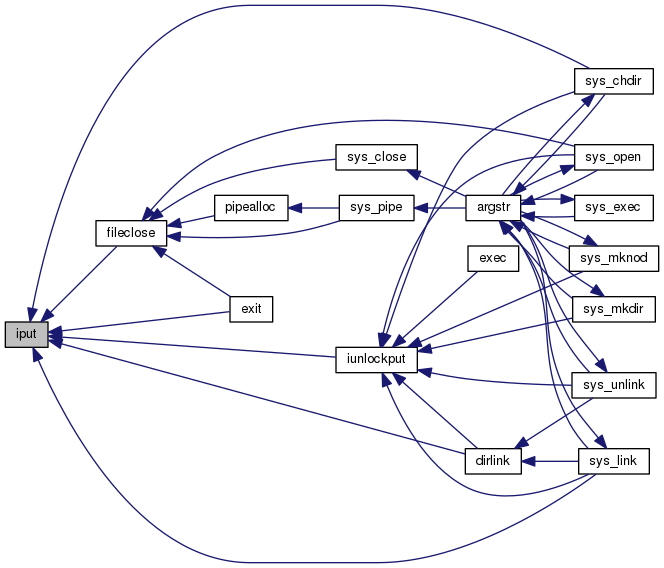 sys_chdir
sys_close
sys_open
pipealloc
sys_pipe
argstr
sys_exec
fileclose
exec
sys_mknod
exit
sys_mkdir
iput
iunlockput
sys_unlink
dirlink
sys_link